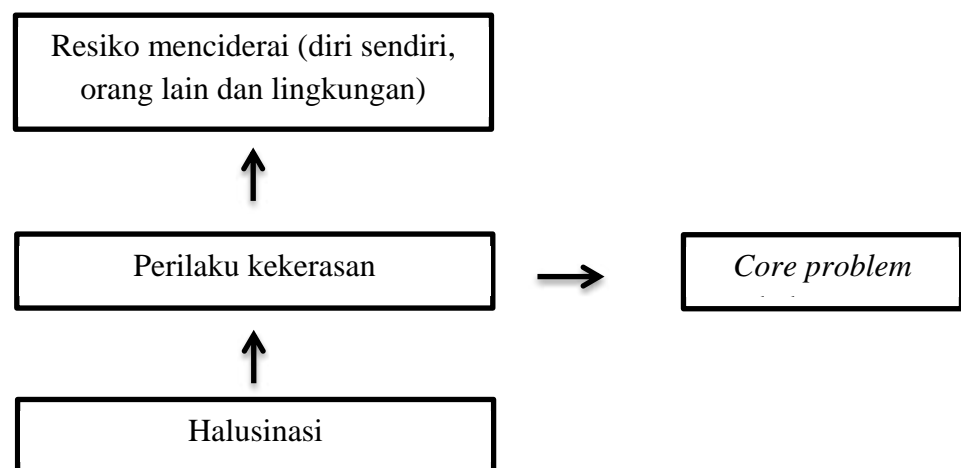 Resiko menciderai (diri sendiri,
orang lain dan lingkungan)
Perilaku kekerasan
Core problem
Halusinasi